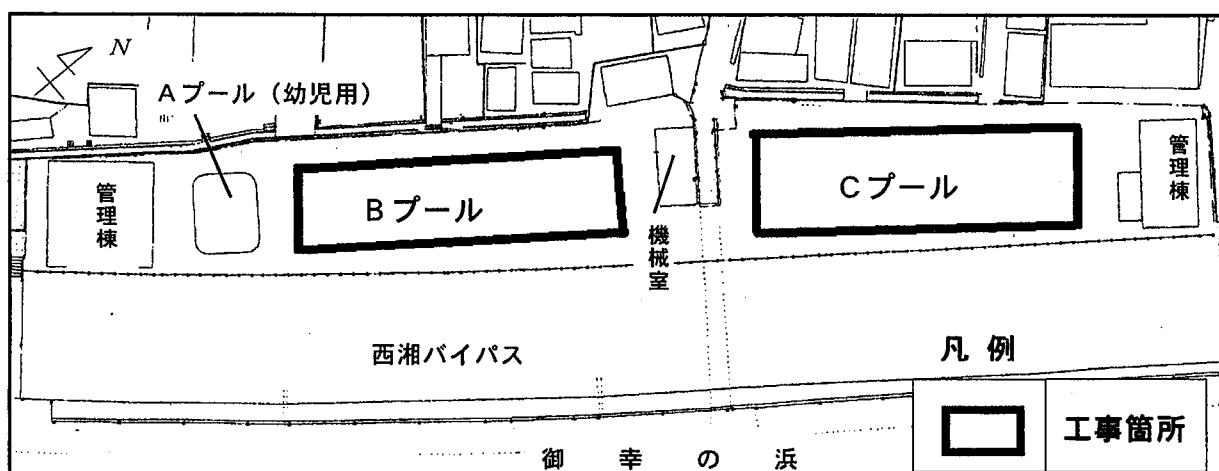 N
Aプール（幼児用）
管理棟
Bプール
機械室
Cプール
管理棟
西湘バイパス
凡 例
工事箇所
御 幸 の 浜